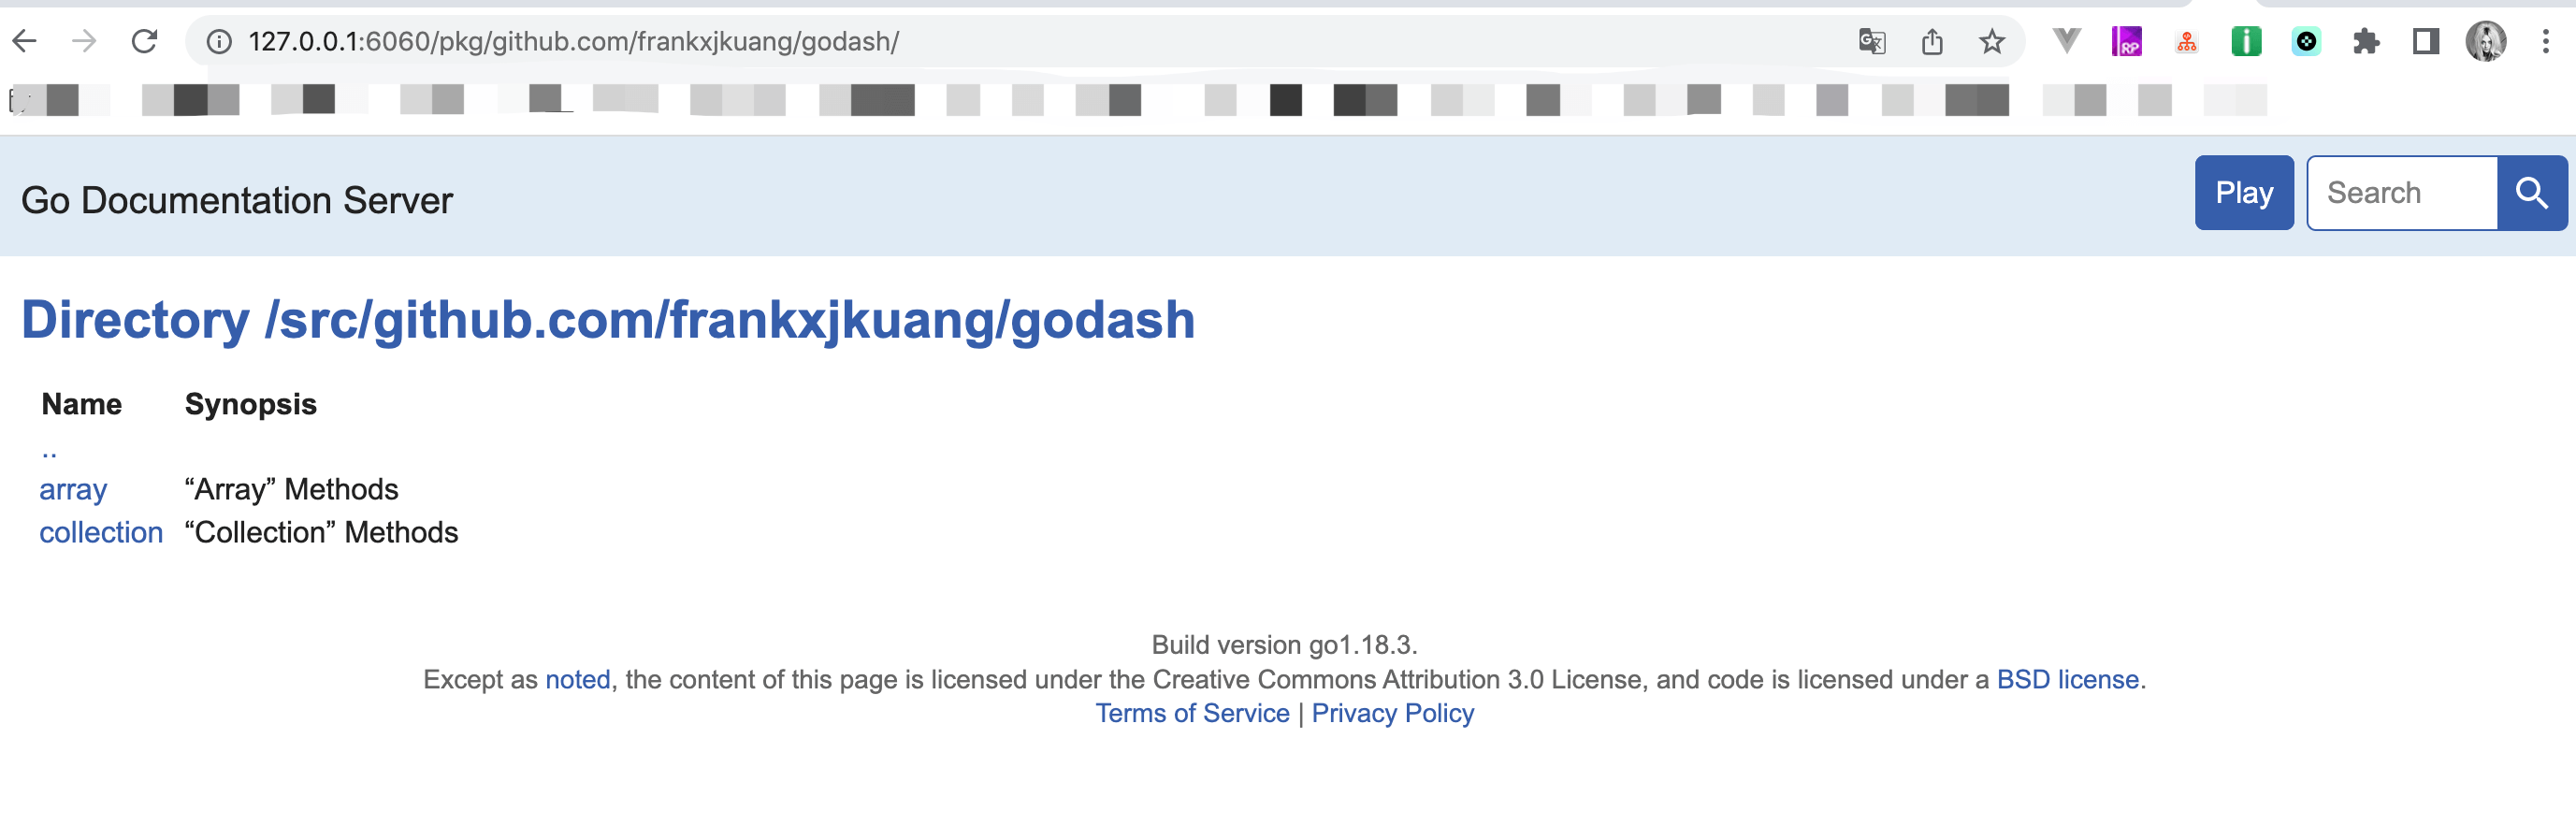 127.0.0.1:6060/pkg/github.com/frankxjkuang/godash/
RP
Go Documentation Server
Play
Search
Directory /src/github.com/frankxjkuang/godash
Name Synopsis
..
array “Array” Methods
collection “Collection” Methods
Build version go1.18.3.
Except as noted, the content of this page is licensed under the Creative Commons Attribution 3.0 License, and code is licensed under a BSD license.
Terms of Service | Privacy Policy